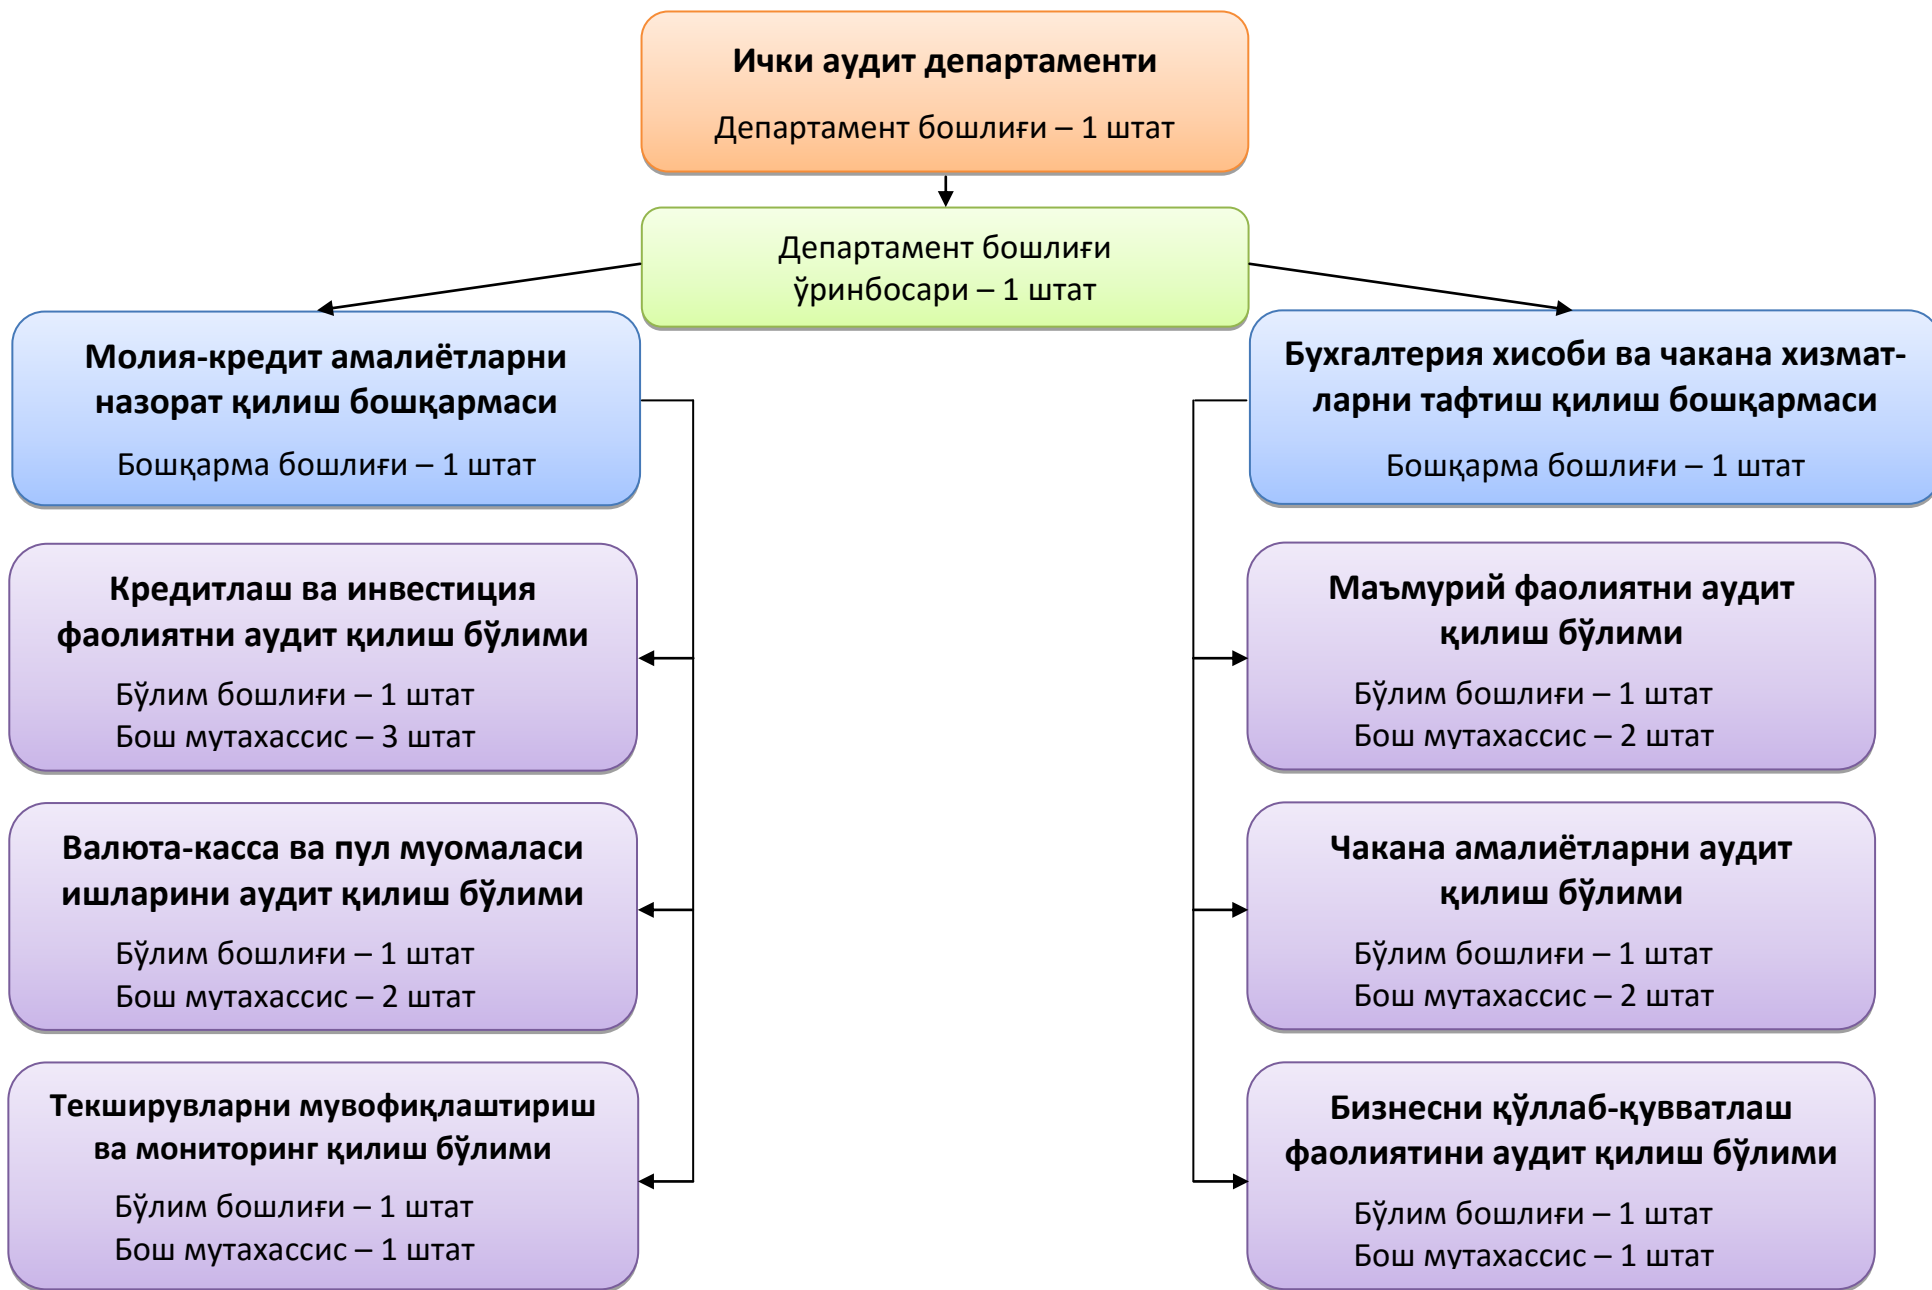 Ички аудит департаменти
Департамент бошлиғи – 1 штат
Департамент бошлиғи
ўринбосари – 1 штат
Молия-кредит амалиётларни
назорат қилиш бошқармаси
Бошқарма бошлиғи – 1 штат
Кредитлаш ва инвестиция
фаолиятни аудит қилиш бўлими
Бўлим бошлиғи – 1 штат
Бош мутахассис – 3 штат
Валюта-касса ва пул муомаласи
ишларини аудит қилиш бўлими
Бўлим бошлиғи – 1 штат
Бош мутахассис – 2 штат
Текширувларни мувофиқлаштириш
ва мониторинг қилиш бўлими
Бўлим бошлиғи – 1 штат
Бош мутахассис – 1 штат
Бухгалтерия хисоби ва чакана хизмат-
ларни тафтиш қилиш бошқармаси
Бошқарма бошлиғи – 1 штат
Маъмурий фаолиятни аудит
қилиш бўлими
Бўлим бошлиғи – 1 штат
Бош мутахассис – 2 штат
Чакана амалиётларни аудит
қилиш бўлими
Бўлим бошлиғи – 1 штат
Бош мутахассис – 2 штат
Бизнесни қўллаб-қувватлаш
фаолиятини аудит қилиш бўлими
Бўлим бошлиғи – 1 штат
Бош мутахассис – 1 штат